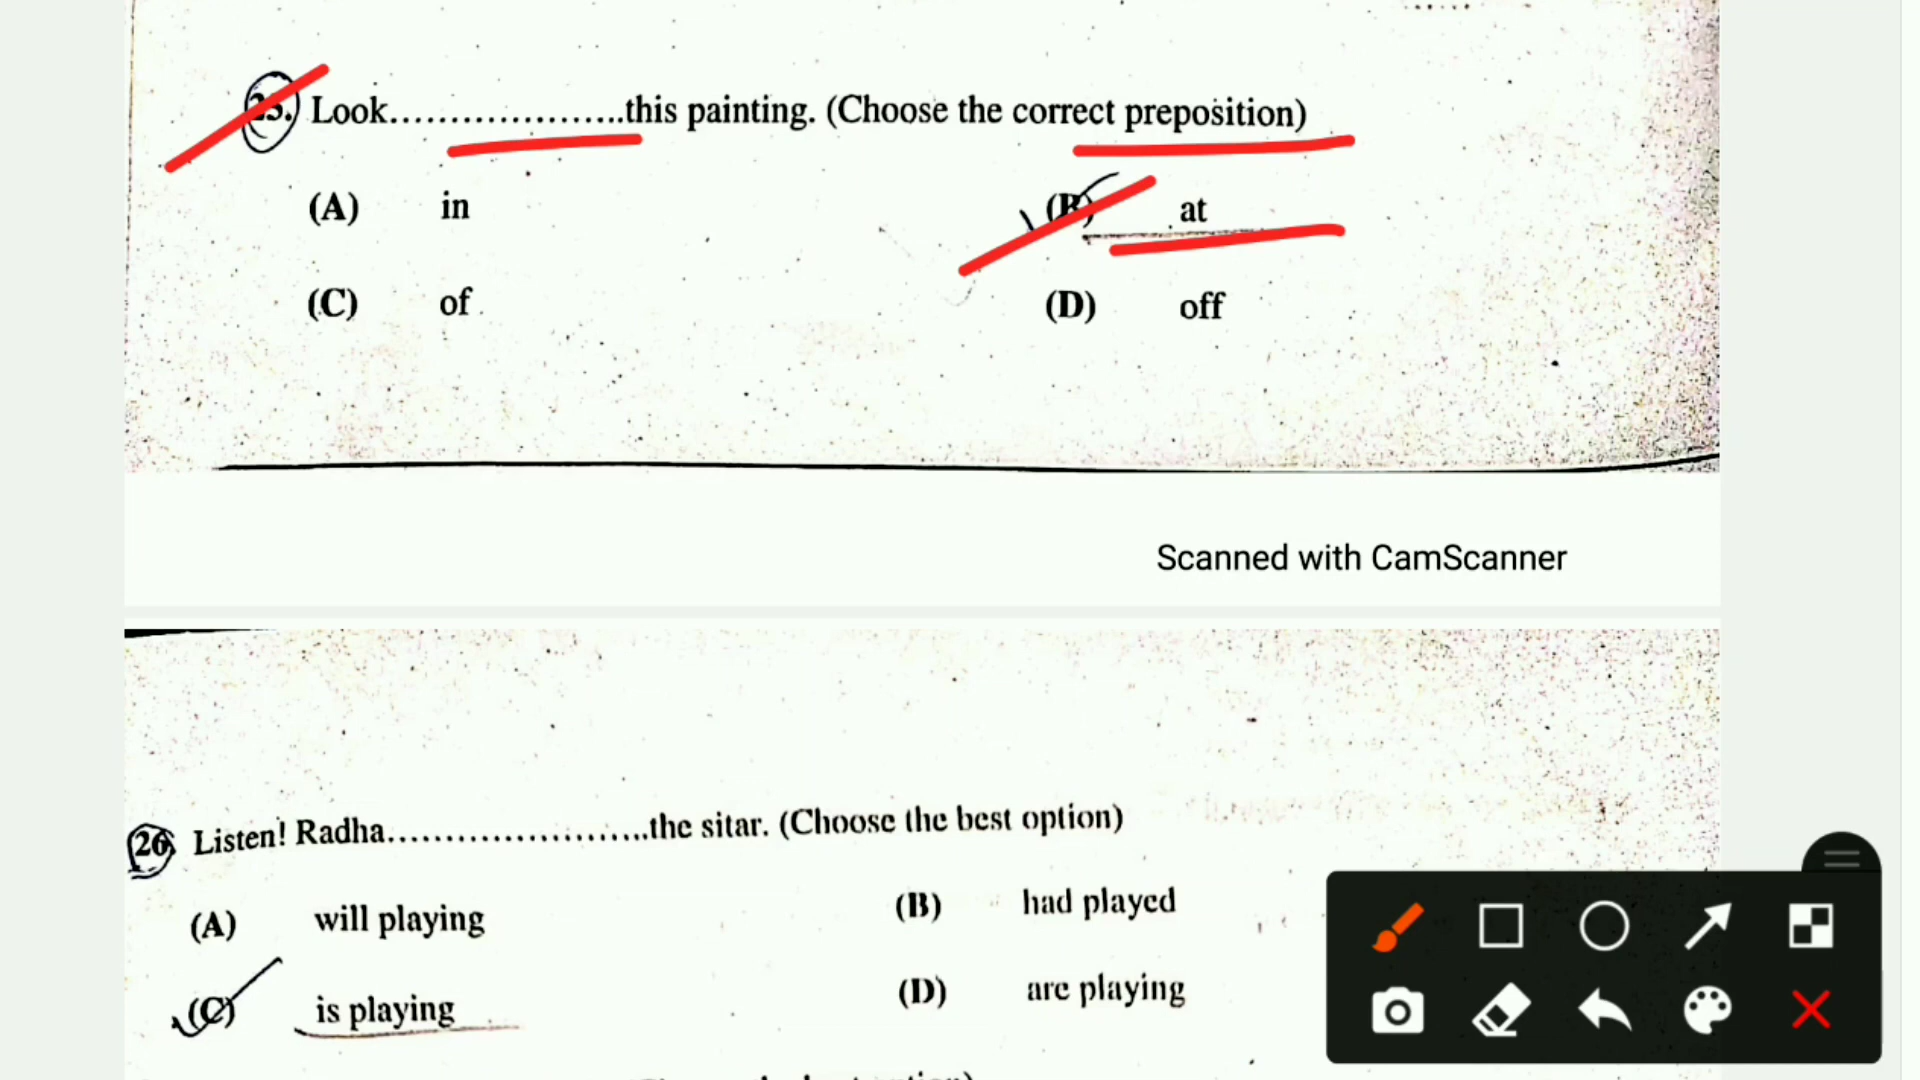 25. Look.....................this painting. (Choose the correct preposition)
(A) in (B) at
(C) of (D) off
Scanned with CamScanner
26. Listen! Radha.......................the sitar. (Choose the best option)
(A) will playing (B) had played
(C) is playing (D) are playing